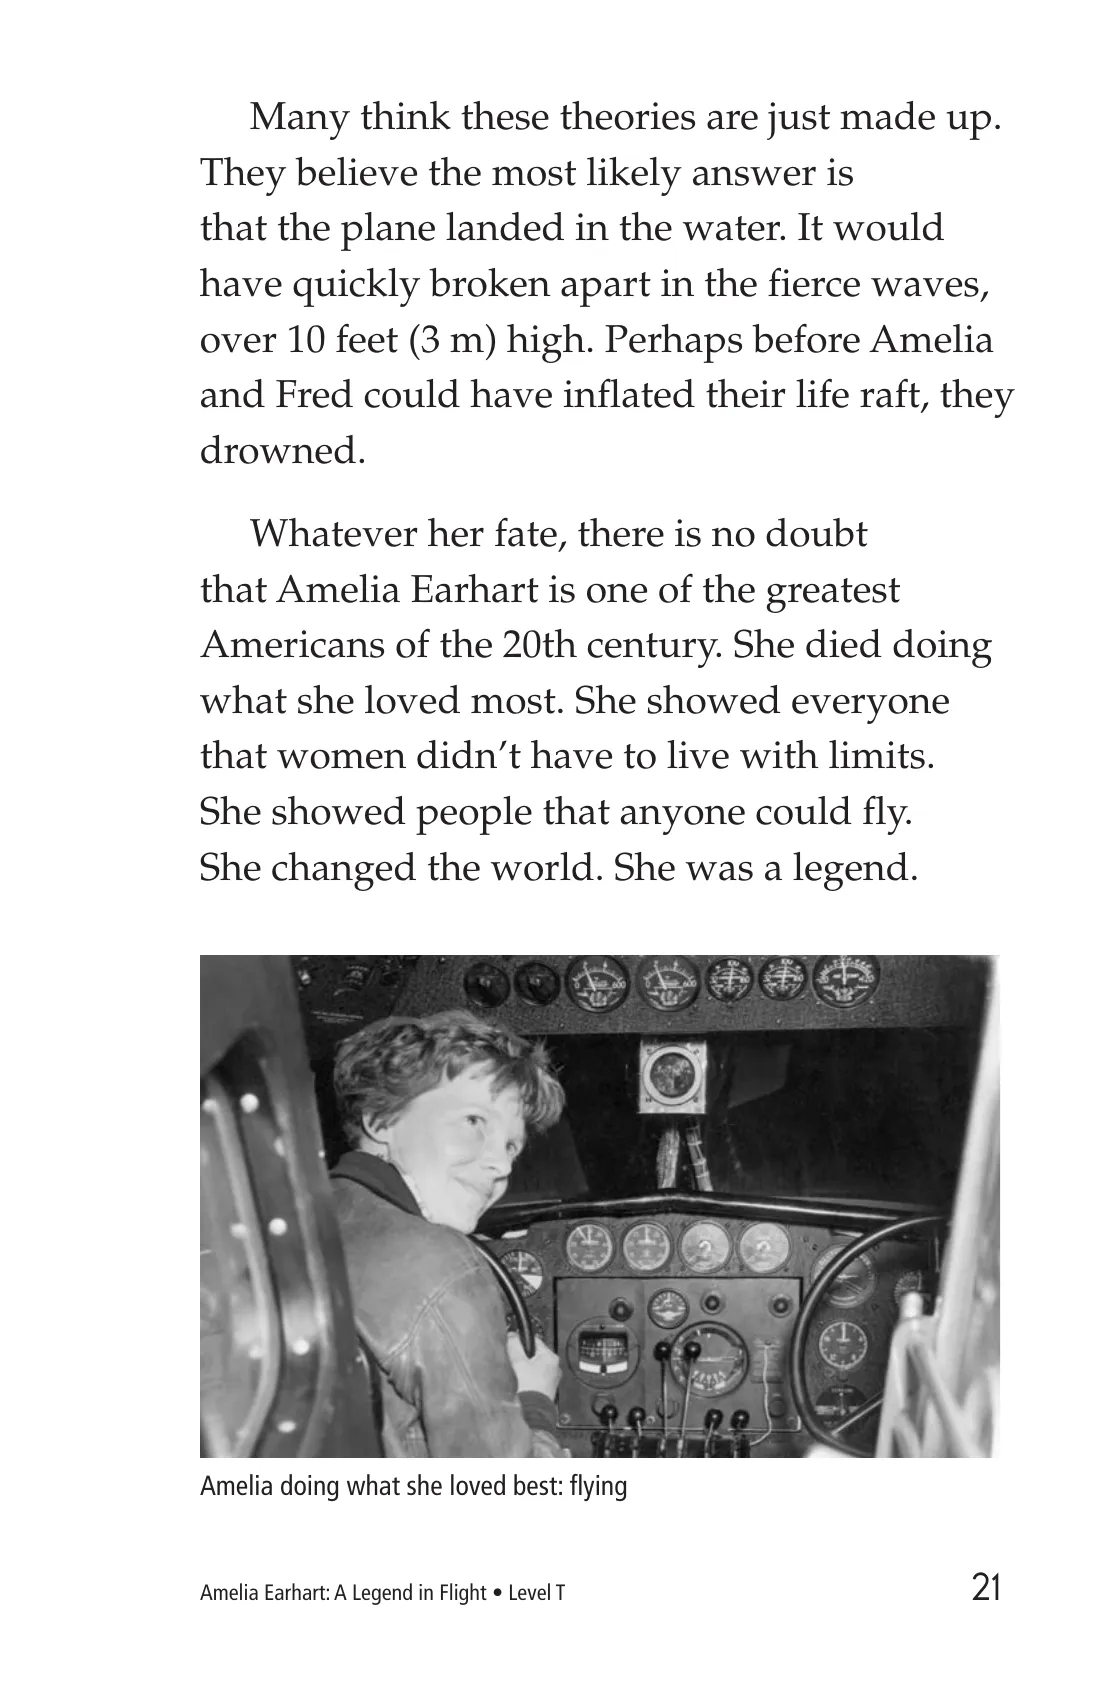 Many think these theories are just made up.
They believe the most likely answer is
that the plane landed in the water. It would
have quickly broken apart in the fierce waves,
over 10 feet (3 m) high. Perhaps before Amelia
and Fred could have inflated their life raft, they
drowned.
Whatever her fate, there is no doubt
that Amelia Earhart is one of the greatest
Americans of the 20th century. She died doing
what she loved most. She showed everyone
that women didn’t have to live with limits.
She showed people that anyone could fly.
She changed the world. She was a legend.
Amelia doing what she loved best: flying
Amelia Earhart: A Legend in Flight • Level T
21